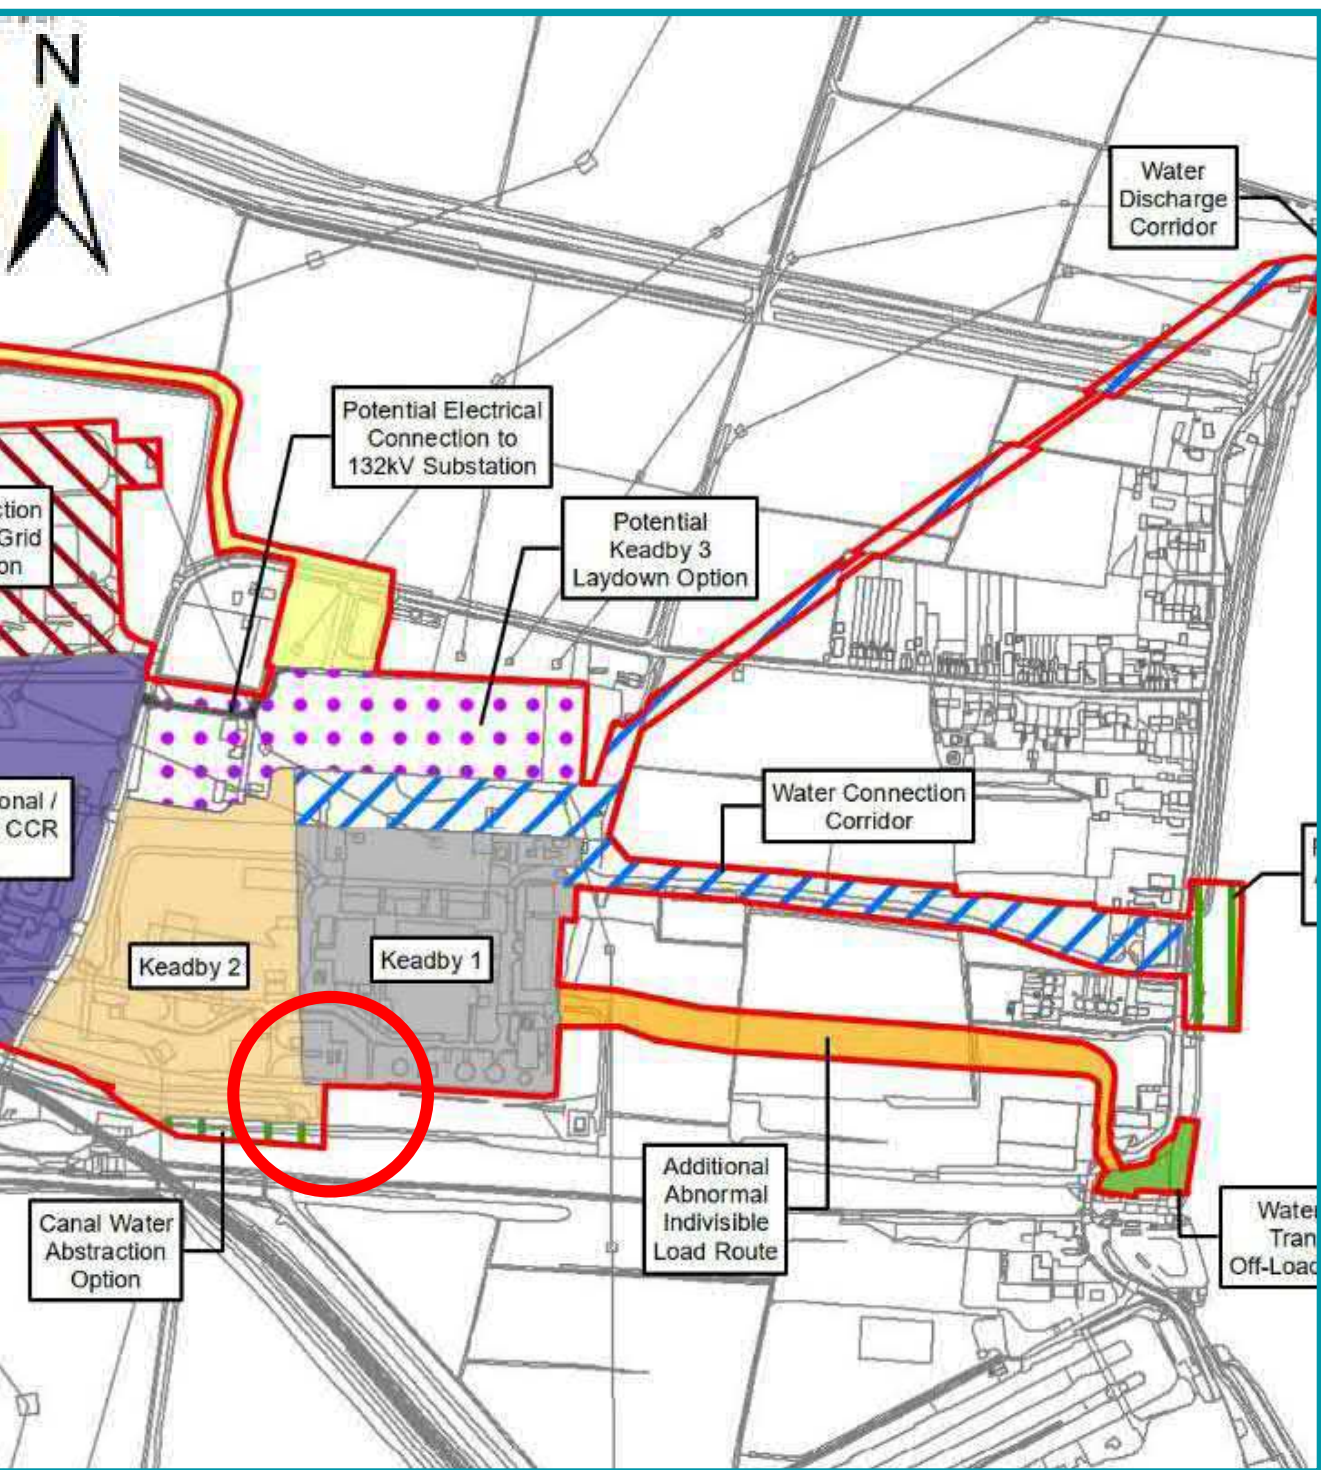 N
Water
Discharge
Corridor
Potential Electrical
Connection to
132kV Substation
Potential
Keadby 3
Laydown Option
Grid
CCR
Water Connection
Corridor
Keadby 2
Keadby 1
Additional
Abnormal
Indivisible
Load Route
Canal Water
Abstraction
Option